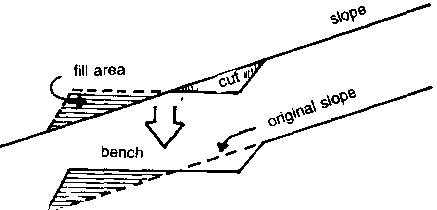 slope
fill area
cut
original slope
bench